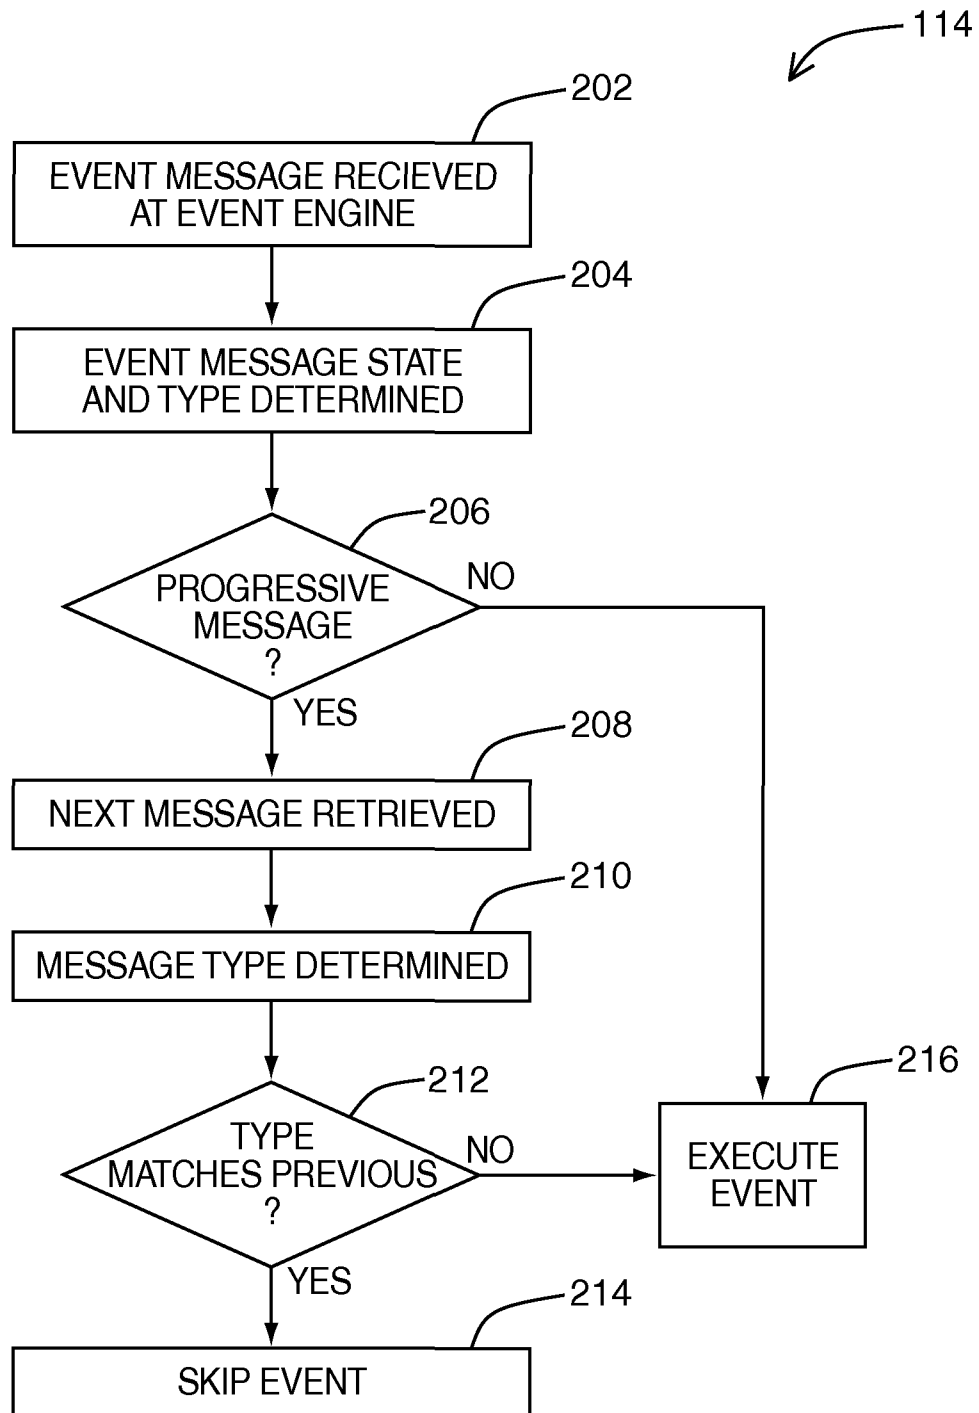 114
202
EVENT MESSAGE RECIEVED
AT EVENT ENGINE
204
EVENT MESSAGE STATE
AND TYPE DETERMINED
206
PROGRESSIVE
MESSAGE
?
NO
YES
208
NEXT MESSAGE RETRIEVED
210
MESSAGE TYPE DETERMINED
212
TYPE
MATCHES PREVIOUS
?
NO
216
EXECUTE
EVENT
YES
214
SKIP EVENT